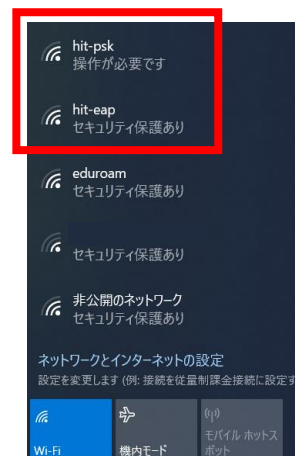 hit-psk
操作が必要です
hit-eap
セキュリティ保護あり
eduroam
セキュリティ保護あり
セキュリティ保護あり
非公開のネットワーク
セキュリティ保護あり
ネットワークとインターネットの設定
設定を変更します (例: 接続を従量制課金接続に設定す
Wi-Fi
機内モード
モバイル ホットス
ポット